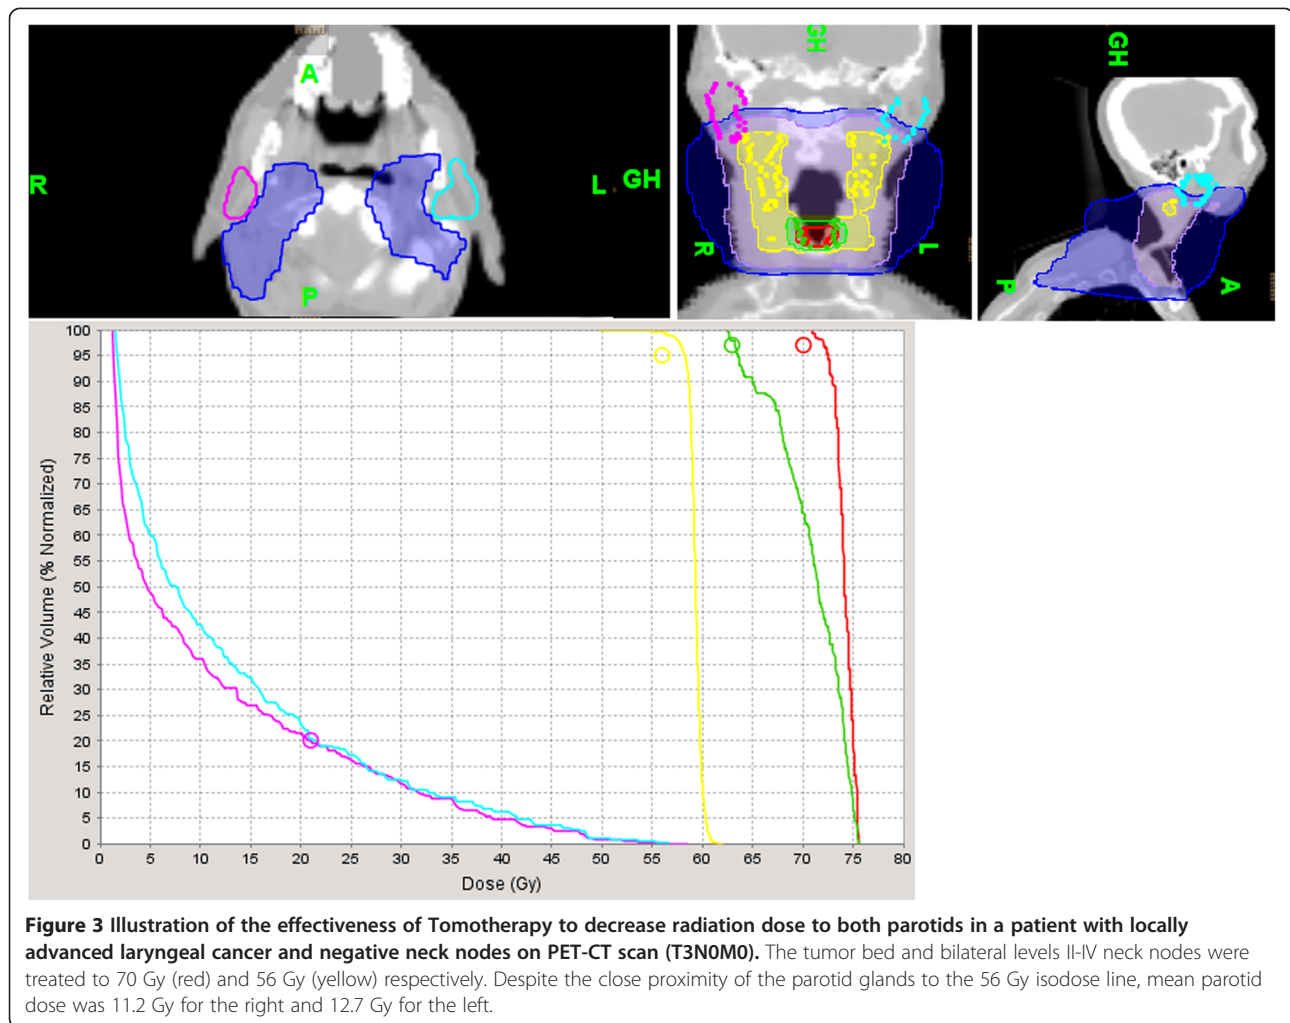 A
R
L
P
GH
GH
R
L
GH
P
A
100
95
90
85
80
75
70
65
60
55
50
45
40
35
30
25
20
15
10
5
0
Relative Volume (% Normalized)
0 5 10 15 20 25 30 35 40 45 50 55 60 65 70 75 80
Dose (Gy)
Figure 3 Illustration of the effectiveness of Tomotherapy to decrease radiation dose to both parotids in a patient with locally
advanced laryngeal cancer and negative neck nodes on PET-CT scan (T3N0M0). The tumor bed and bilateral levels II-IV neck nodes were
treated to 70 Gy (red) and 56 Gy (yellow) respectively. Despite the close proximity of the parotid glands to the 56 Gy isodose line, mean parotid
dose was 11.2 Gy for the right and 12.7 Gy for the left.